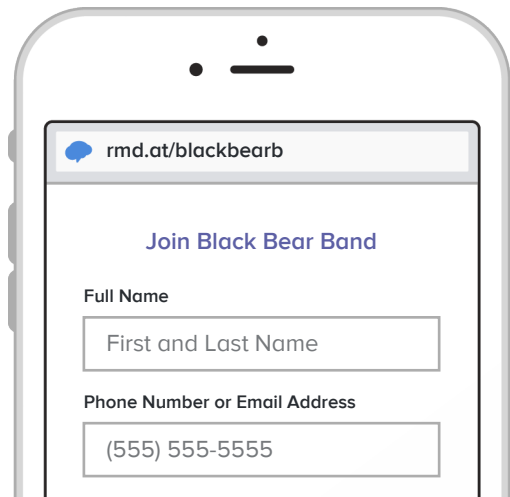 rmd.at/blackbearb
Join Black Bear Band
Full Name
First and Last Name
Phone Number or Email Address
(555) 555-5555